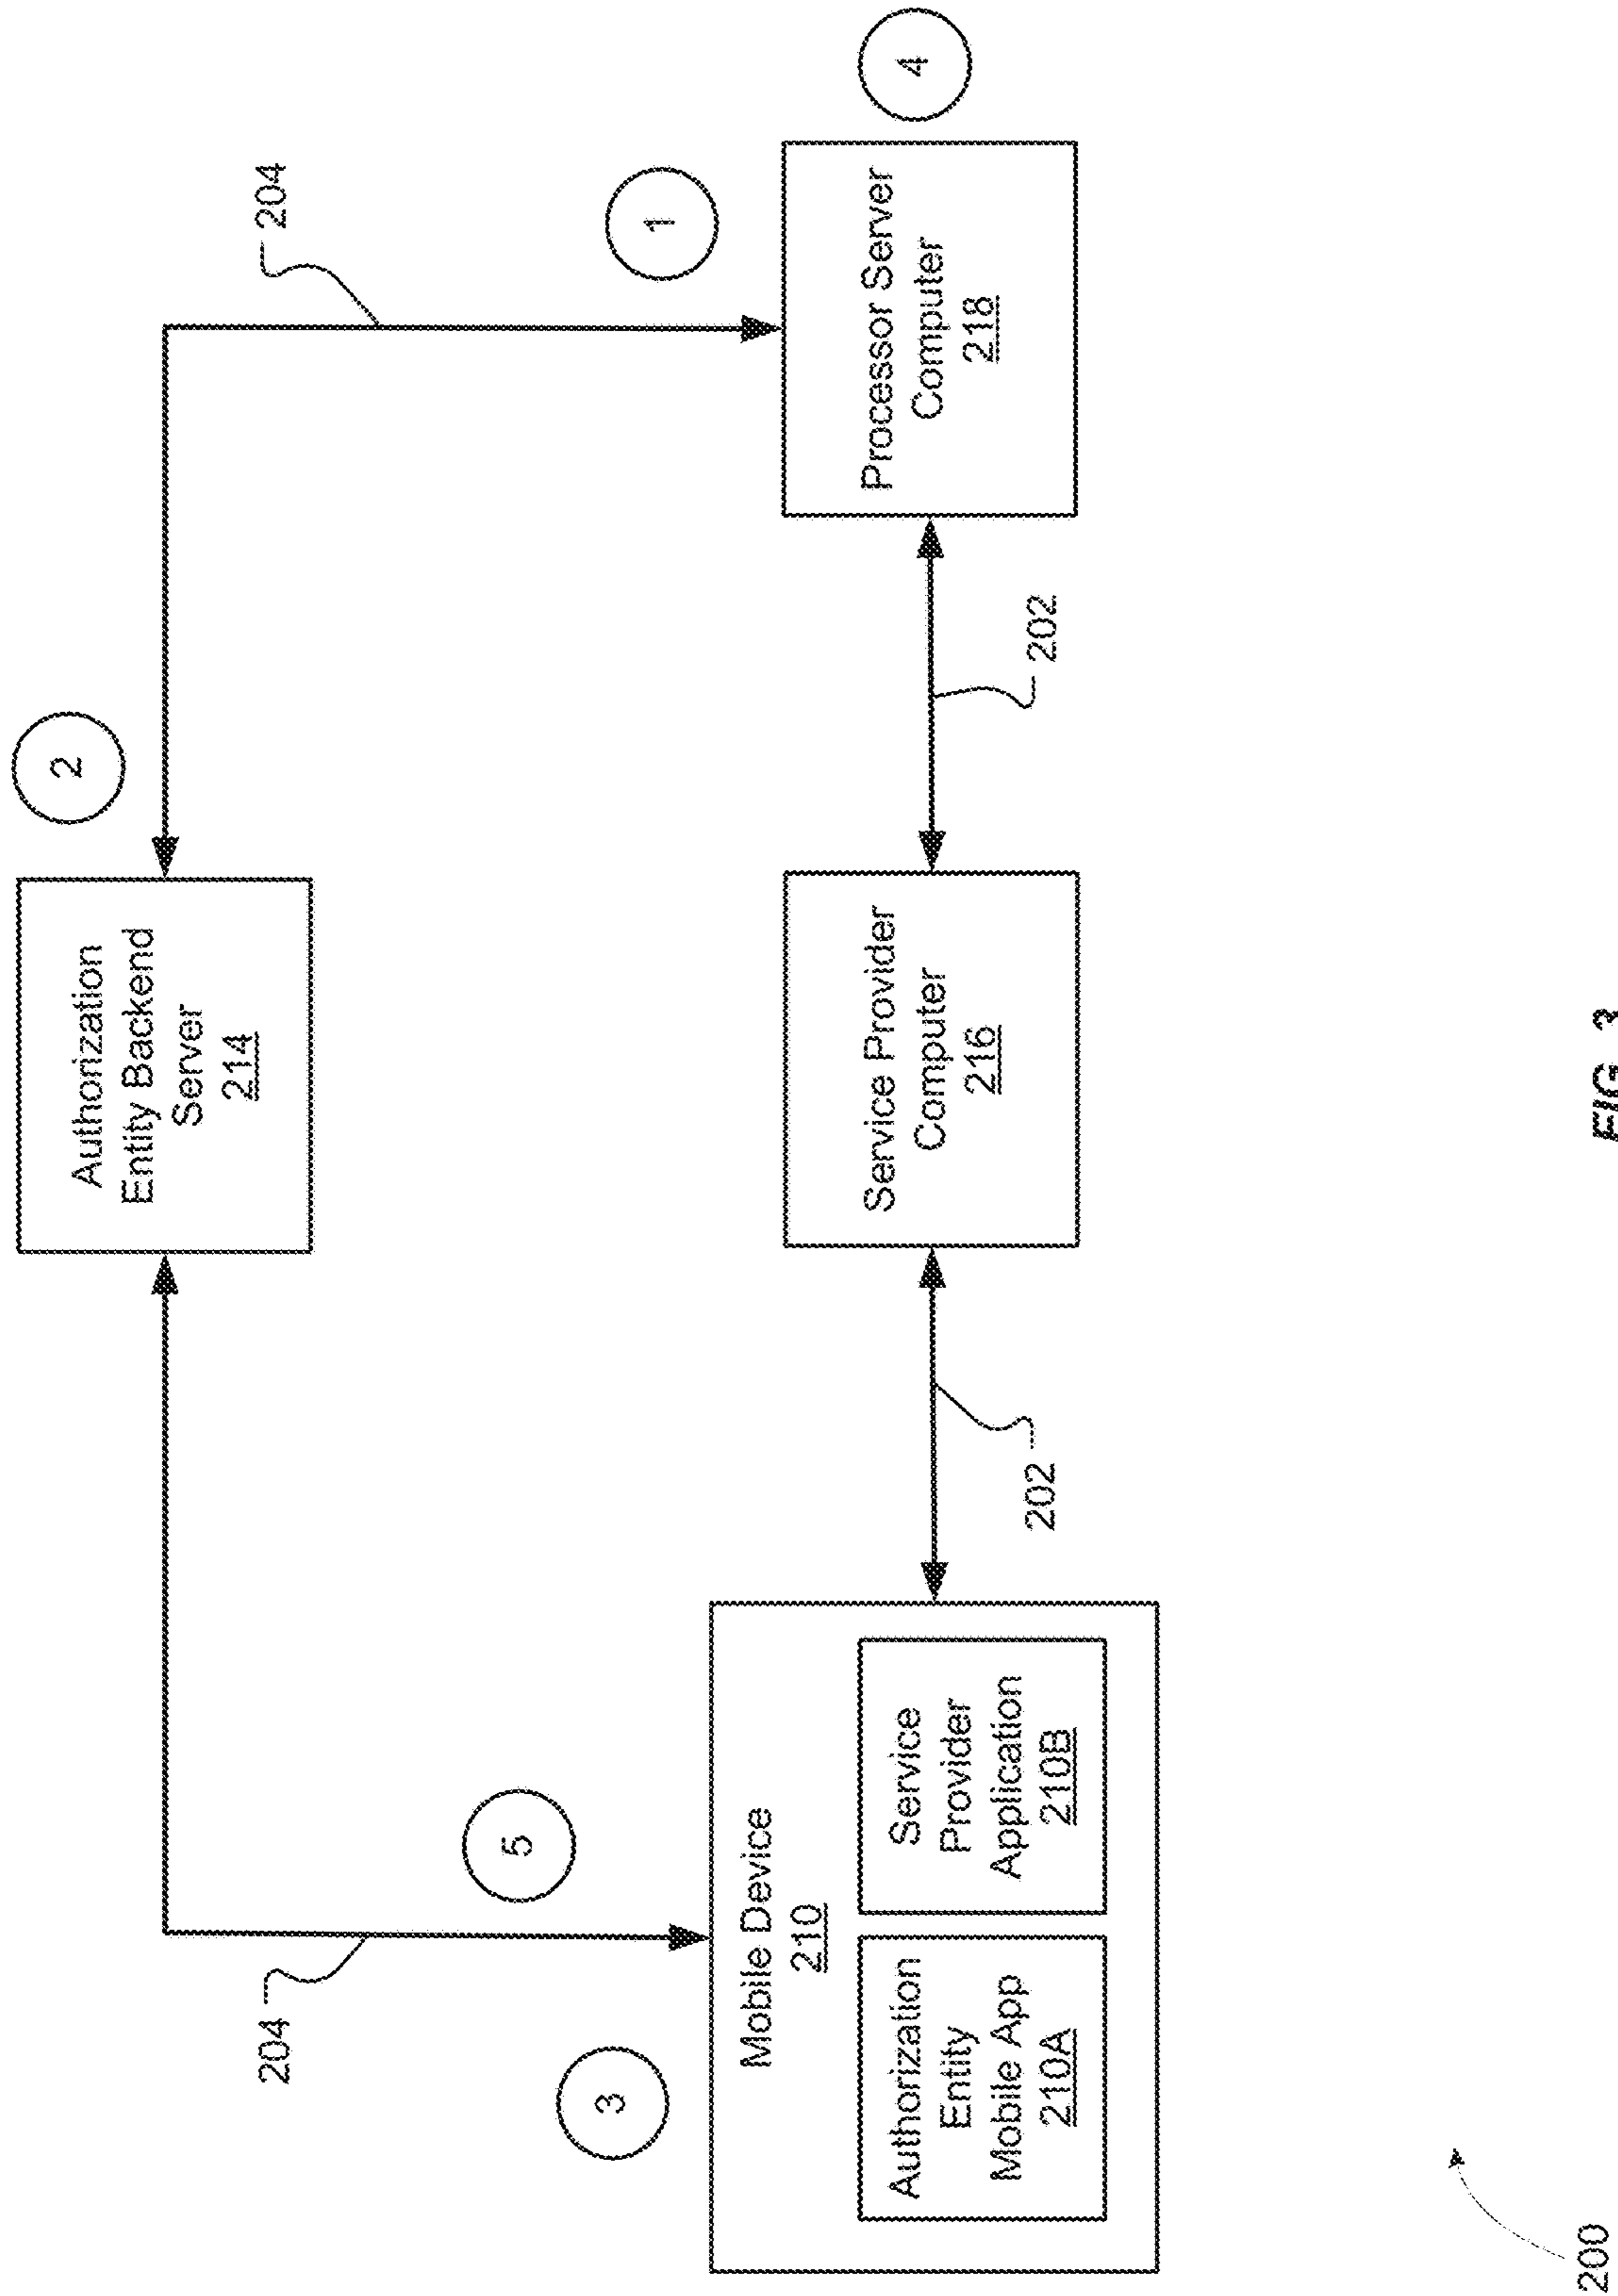 2
Authorization
Entity Backend
Server
214
204
204
5
3
1
4
Mobile Device
210
Authorization
Entity
Mobile App
210A
Service
Provider
Application
210B
202
Service Provider
Computer
216
202
Processor Server
Computer
218
200
FIG. 3